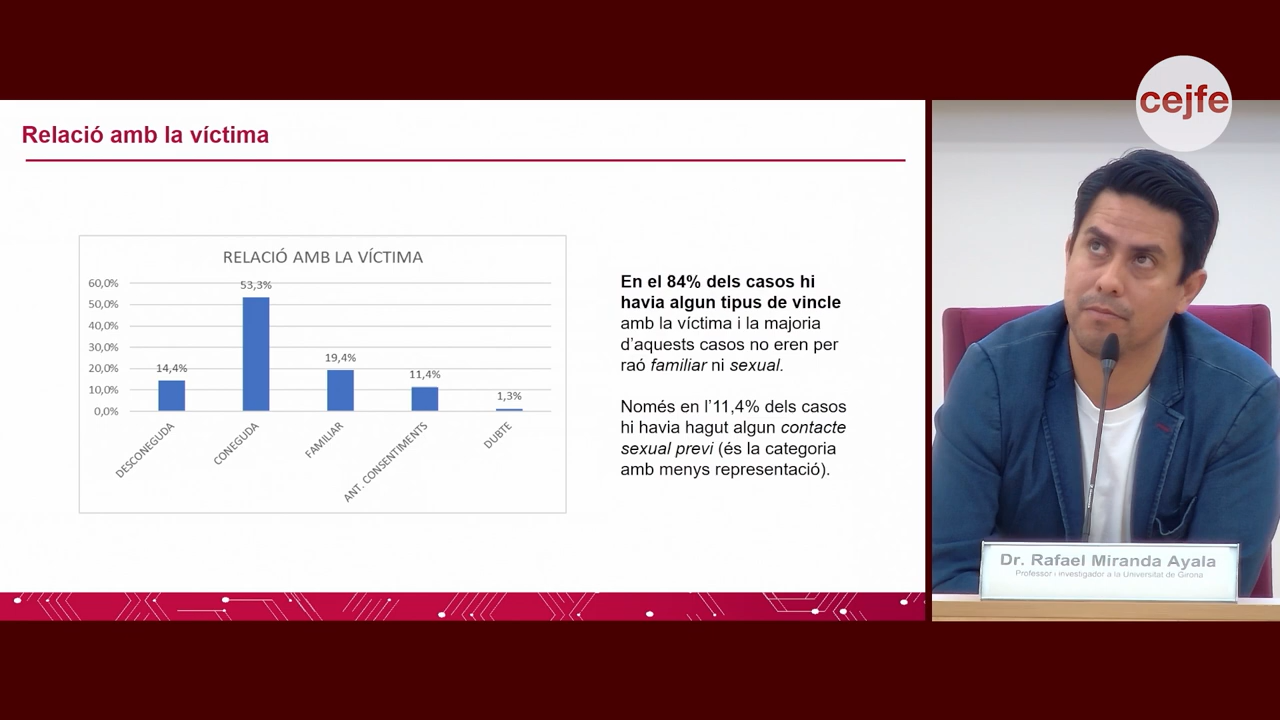 cejfe
Relació amb la víctima
RELACIÓ AMB LA VÍCTIMA
60,0%
50,0%
40,0%
30,0%
20,0%
10,0%
0,0%
14,4%
53,3%
19,4%
11,4%
1,3%
DESCONEGUDA
CONEGUDA
FAMILIAR
ANT. CONSENTIMENTS
DUBTE
En el 84% dels casos hi
havia algun tipus de vincle
amb la víctima i la majoria
d'aquests casos no eren per
raó familiar ni sexual.
Només en l'11,4% dels casos
hi havia hagut algun contacte
sexual previ (és la categoria
amb menys representació).
Dr. Rafael Miranda Ayala
Professor i investigador a la Universitat de Girona